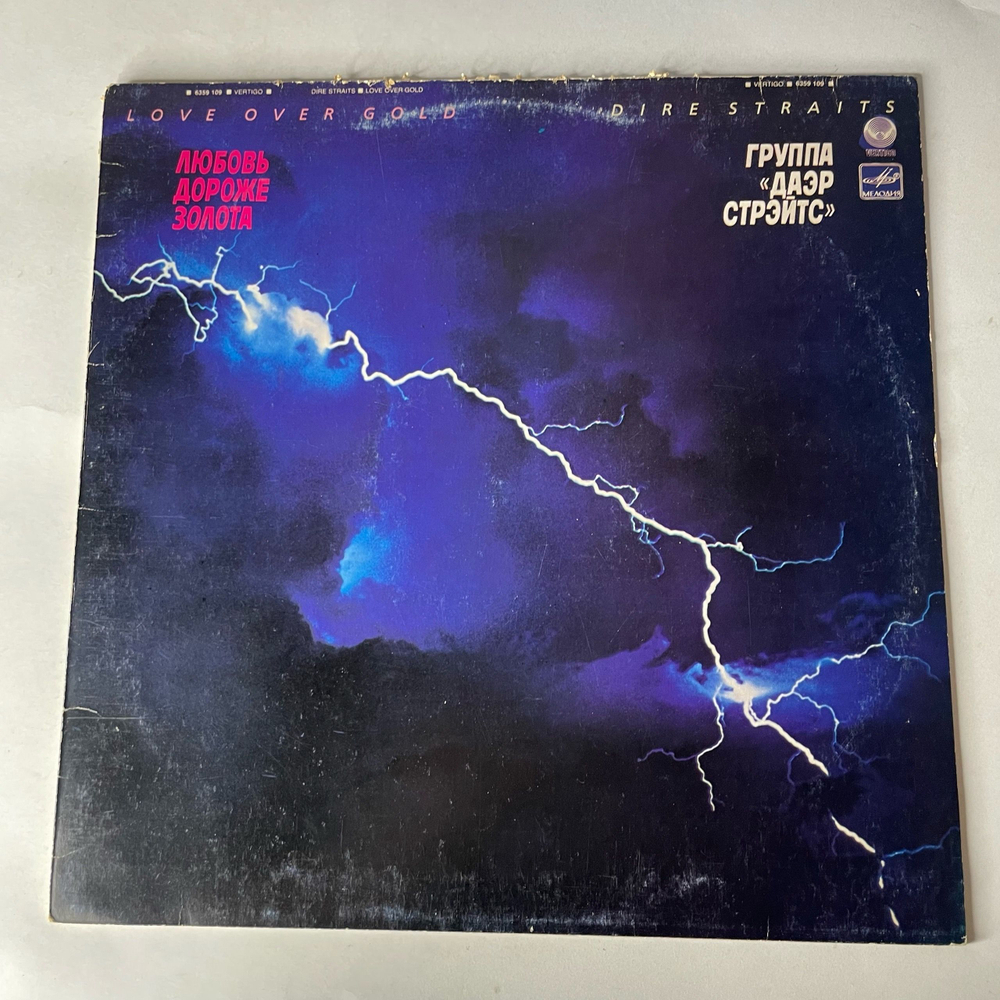 ■ 6359 109 ■ VERTIGO ■ DIRE STRAITS ■ LOVE OVER GOLD ■ VERTIGO ■ 6359 109 ■
LOVE OVER GOLD DIRE STRAITS
VERTIGO
ЛЮБОВЬ
ДОРОЖЕ
ЗОЛОТА
ГРУППА
«ДАЭР
СТРЭЙТС»
МЕЛОДИЯ